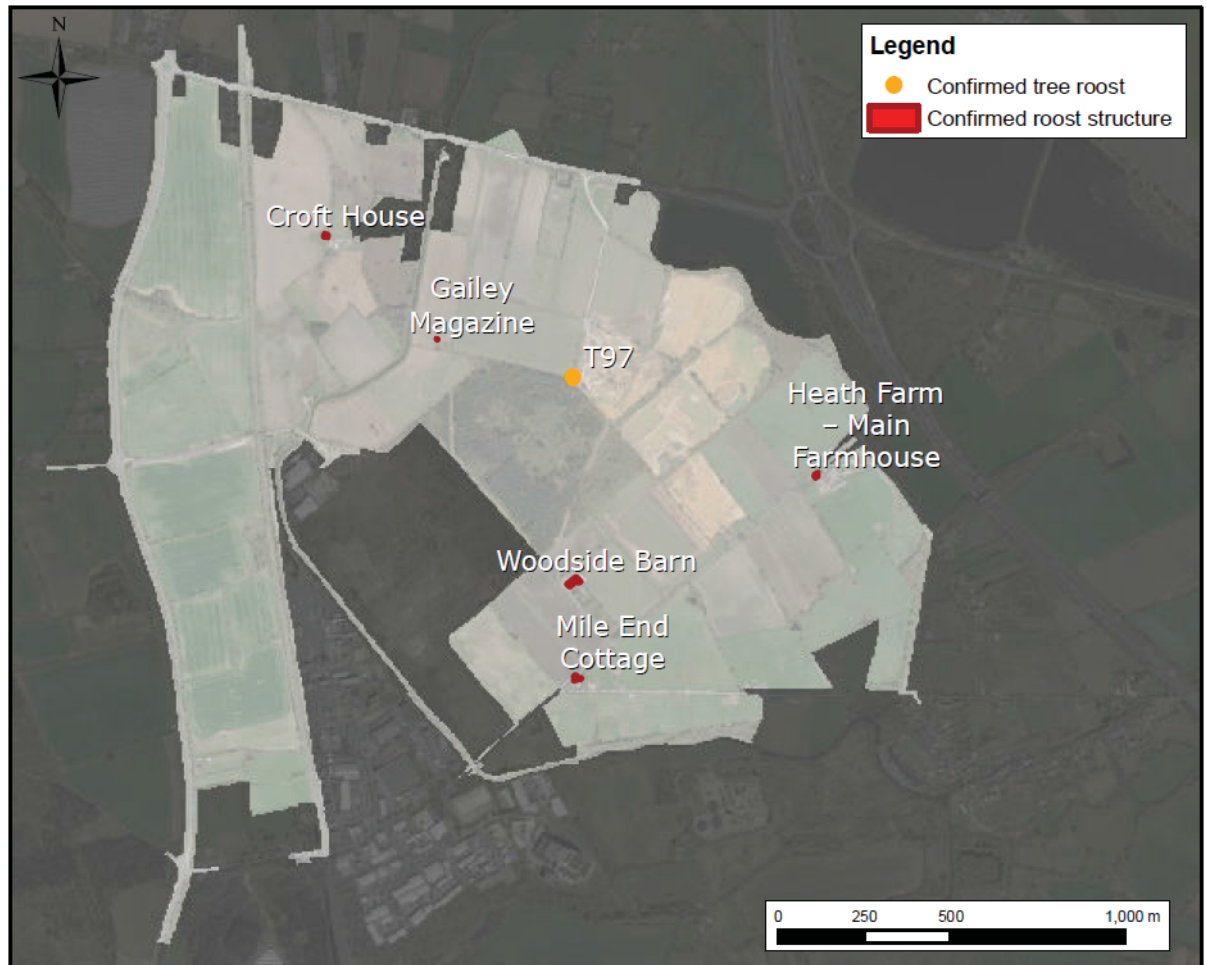 N
Legend
Confirmed tree roost
Confirmed roost structure
Croft House
Gailey
Magazine
T97
Heath Farm
– Main
Farmhouse
Woodside Barn
Mile End
Cottage
0 250 500 1,000 m